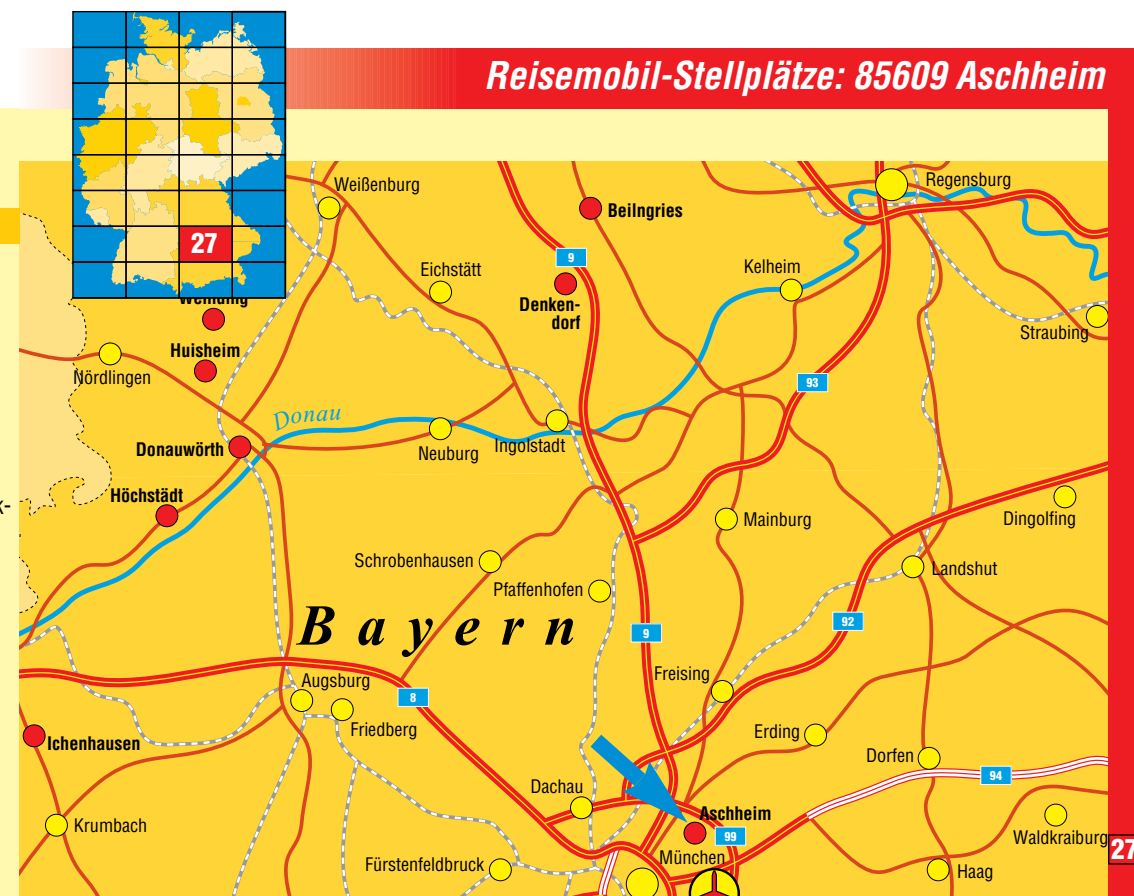 Reisemobil-Stellplätze: 85609 Aschheim
27
Weißenburg
Regensburg
Beilngries
9
Eichstätt
Kelheim
Denken-
dorf
Straubing
Huisheim
Nördlingen
93
Donau
Donauwörth
Neuburg
Ingolstadt
Höchstädt
k-
Mainburg
Dingolfing
Schrobenhausen
Pfaffenhofen
Landshut
Bayern
9
92
Freising
Augsburg
8
Friedberg
Erding
Ichenhausen
Dorfen
94
Dachau
Aschheim
Krumbach
99
Waldkraiburg
27
München
Fürstenfeldbruck
Haag